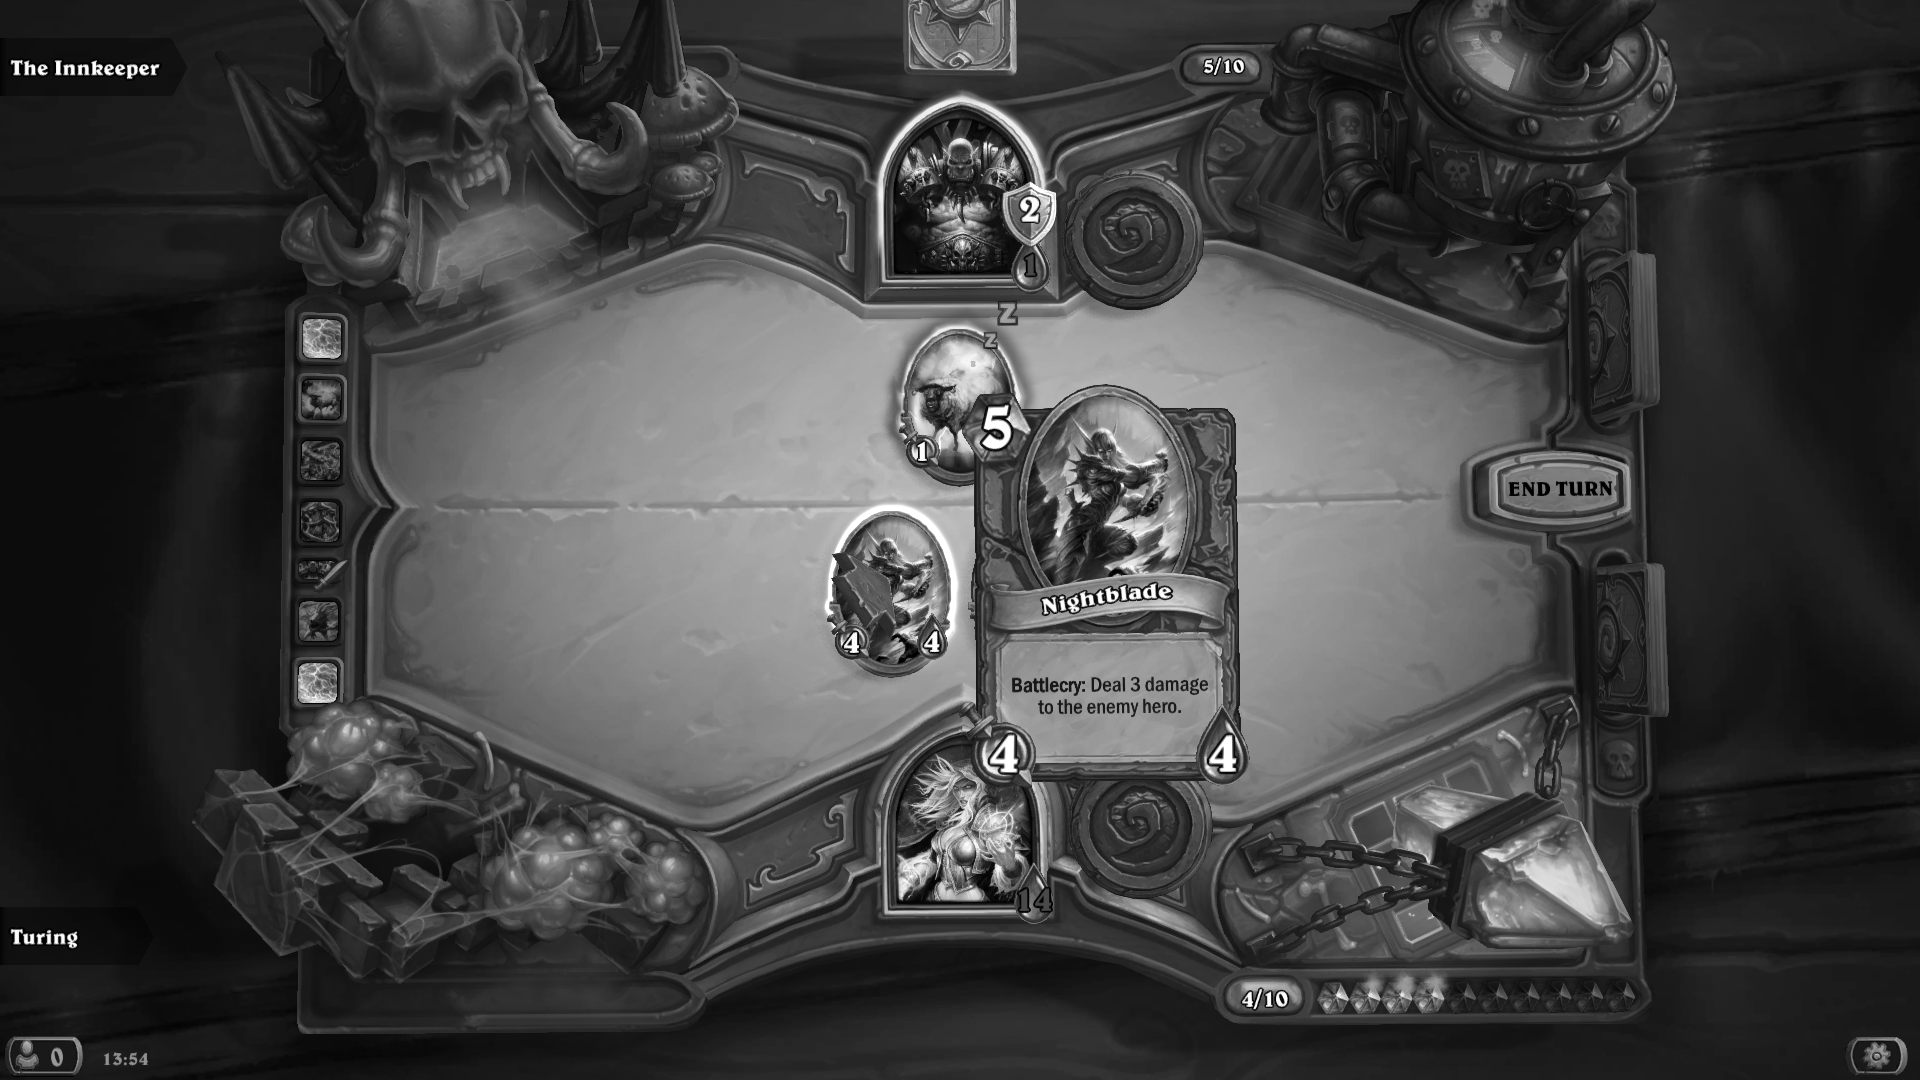 The Innkeeper
5/10
2
1
Z
Z
1
5
END TURN
Nightblade
4
4
Battlecry: Deal 3 damage
to the enemy hero.
4
4
14
Turing
4/10
0
13:54